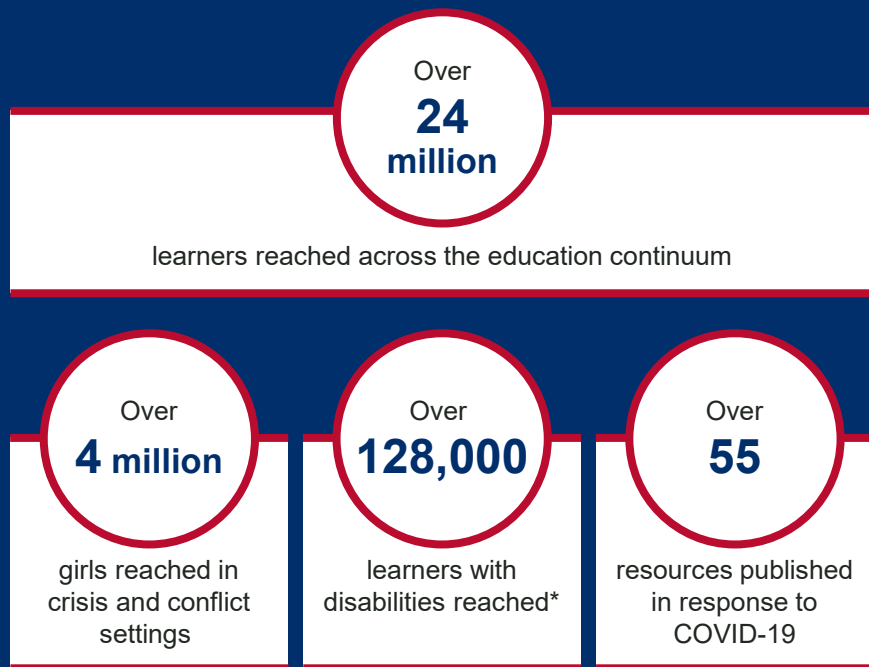 Over
24
million
learners reached across the education continuum
Over
4 million
girls reached in
crisis and conflict
settings
Over
128,000
learners with
disabilities reached*
Over
55
resources published
in response to
COVID-19